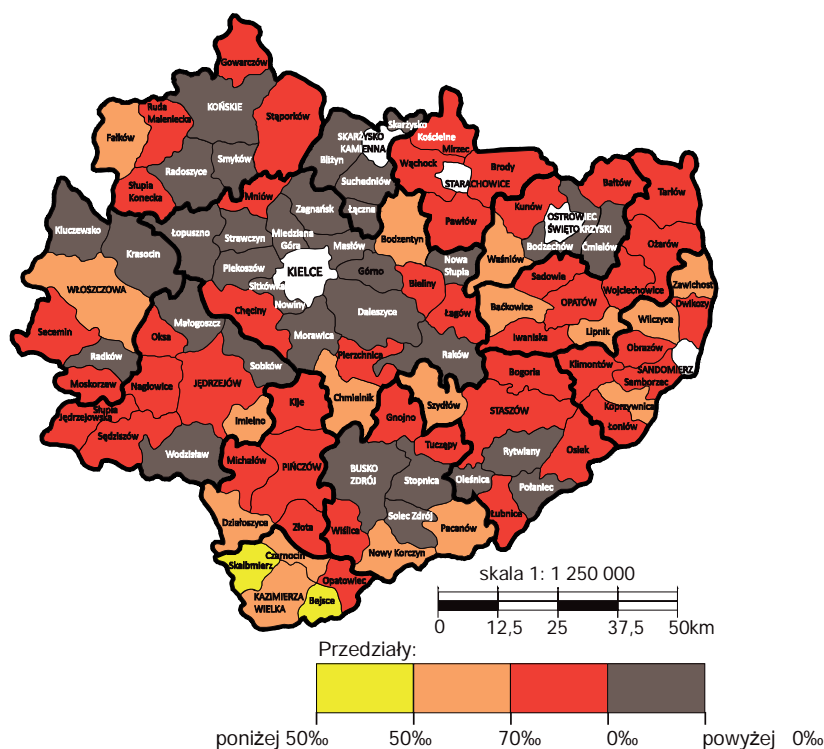 Gowarczów
KOŃSKIE
Ruda
Maleniecka
Stąporków
Fałków
Radoszyce
Smyków
Słupia
Konecka
SKARŻYSKO
KAMIENNA
Skarżysko
Kościelne
Bliżyn
Suchedniów
Łączna
Mirzec
Wąchock
Brody
STARACHOWICE
Pawłów
Mniów
Zagnańsk
Łopuszno
Strawczyn
Miedziana
Góra
Masłów
Bodzentyn
Piekoszów
KIELCE
Górno
Nowa
Słupia
Sitkówka
Nowiny
Bieliny
Chęciny
Daleszyce
Łagów
Morawica
Pierzchnica
Raków
Chmielnik
Kunów
Bałtów
OSTROWIEC
ŚWIĘTOKRZYSKI
Bodzechów
Ćmielów
Waśniów
Tarłów
Ożarów
Sadowie
Wojciechowice
OPATÓW
Baćkowice
Lipnik
Iwaniska
Zawichost
Dwikozy
Wilczyce
Obrazów
SANDOMIERZ
Samborzec
Klimontów
Koprzywnica
Łoniów
Kluczewsko
Krasocin
WŁOSZCZOWA
Secemin
Radków
Moskorzew
Małogoszcz
Oksa
Sobków
Nagłowice
JĘDRZEJÓW
Imielno
Słupia
Jędrzejowska
Sędziszów
Wodzisław
Kije
Michałów
PIŃCZÓW
Działoszyce
Złota
Gnojno
Szydłów
Tuczępy
BUSKO
ZDRÓJ
Stopnica
Solec Zdrój
Wiślica
Pacanów
Nowy Korczyn
Bogoria
STASZÓW
Rytwiany
Osiek
Oleśnica
Połaniec
Łubnice
Skalbmierz
Czarnocin
Opatowiec
KAZIMIERZA
WIELKA
Bejsce
skala 1: 1 250 000
0 12,5 25 37,5 50km
Przedziały:
poniżej 50‰ 50‰ 70‰ 0‰ powyżej 0‰